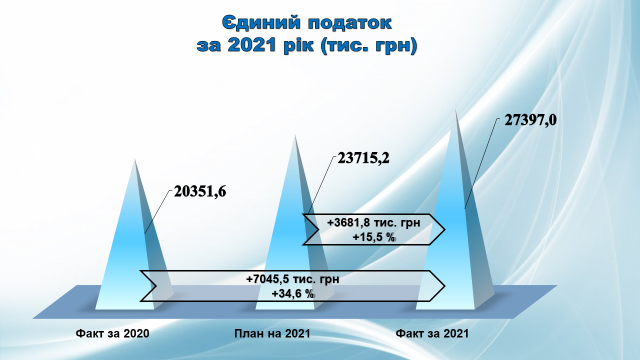 Єдиний податок
за 2021 рік (тис. грн)
27397,0
23715,2
20351,6
+3681,8 тис. грн
+15,5 %
+7045,5 тис. грн
+34,6 %
Факт за 2020
План на 2021
Факт за 2021